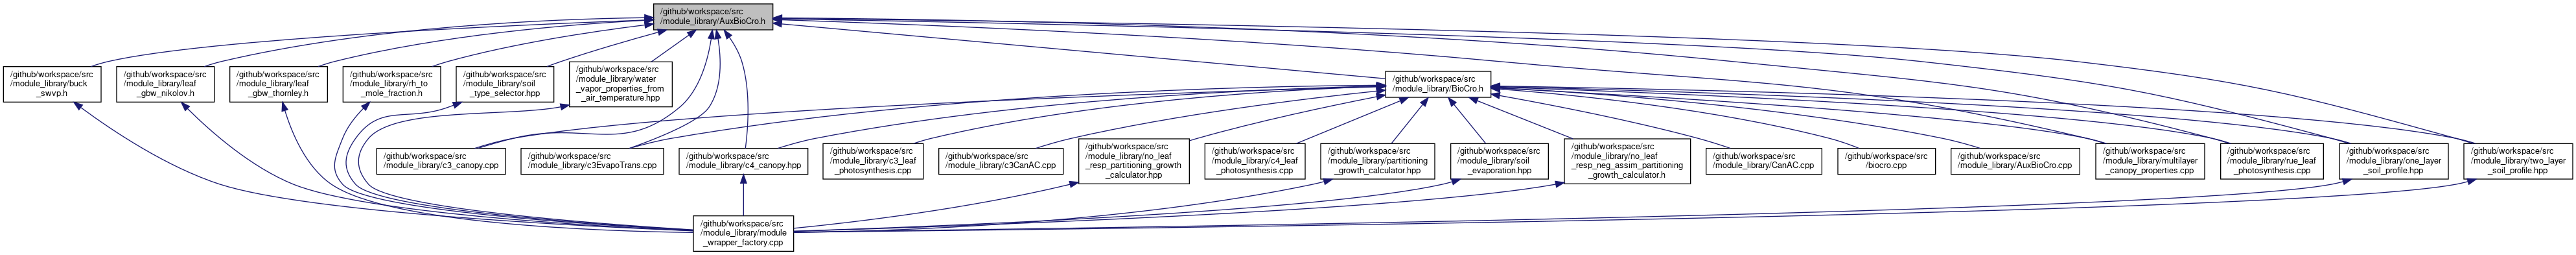 /github/workspace/src
/module_library/AuxBioCro.h
/github/workspace/src
/module_library/buck
_swvp.h
/github/workspace/src
/module_library/leaf
_gbw_nikolov.h
/github/workspace/src
/module_library/leaf
_gbw_thornley.h
/github/workspace/src
/module_library/rh_to
_mole_fraction.h
/github/workspace/src
/module_library/soil
_type_selector.hpp
/github/workspace/src
/module_library/water
_vapor_properties_from
_air_temperature.hpp
/github/workspace/src
/module_library/BioCro.h
/github/workspace/src
/module_library/c3_canopy.cpp
/github/workspace/src
/module_library/c3EvapoTrans.cpp
/github/workspace/src
/module_library/c4_canopy.hpp
/github/workspace/src
/module_library/c3_leaf
_photosynthesis.cpp
/github/workspace/src
/module_library/c3CanAC.cpp
/github/workspace/src
/module_library/no_leaf
_resp_partitioning_growth
_calculator.hpp
/github/workspace/src
/module_library/c4_leaf
_photosynthesis.cpp
/github/workspace/src
/module_library/partitioning
_growth_calculator.hpp
/github/workspace/src
/module_library/soil
_evaporation.hpp
/github/workspace/src
/module_library/no_leaf
_resp_neg_assim_partitioning
_growth_calculator.h
/github/workspace/src
/module_library/CanAC.cpp
/github/workspace/src
/biocro.cpp
/github/workspace/src
/module_library/AuxBioCro.cpp
/github/workspace/src
/module_library/multilayer
_canopy_properties.cpp
/github/workspace/src
/module_library/rue_leaf
_photosynthesis.cpp
/github/workspace/src
/module_library/one_layer
_soil_profile.hpp
/github/workspace/src
/module_library/two_layer
_soil_profile.hpp
/github/workspace/src
/module_library/module
_wrapper_factory.cpp